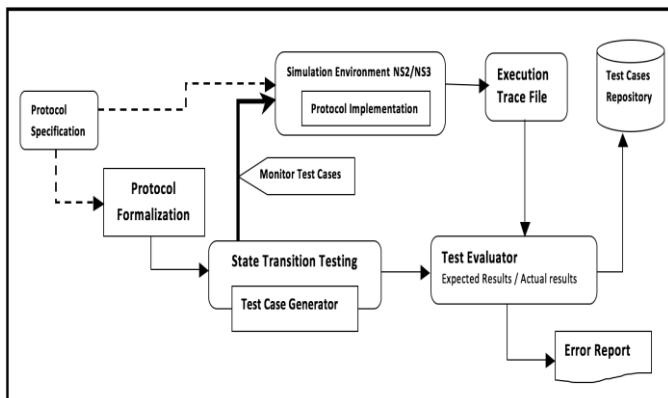 Simulation Environment NS2/NS3
Protocol Implementation
Execution
Trace File
Test Cases
Repository
Protocol
Specification
Monitor Test Cases
Protocol
Formalization
State Transition Testing
Test Case Generator
Test Evaluator
Expected Results / Actual results
Error Report